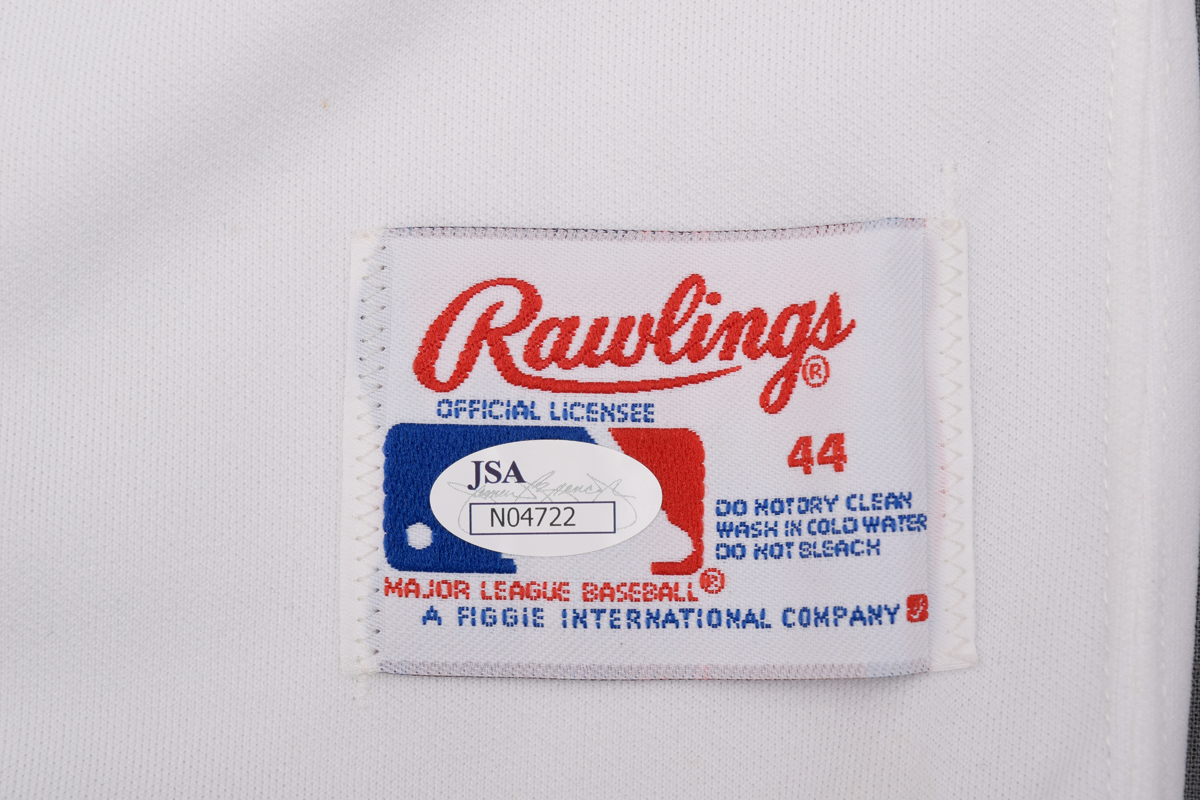 Rawlings®
OFFICIAL LICENSEE
44
JSA
N04722
DO NOT DRY CLEAN
WASH IN COLD WATER
DO NOT BLEACH
MAJOR LEAGUE BASEBALL®
A FIGGIE INTERNATIONAL COMPANY